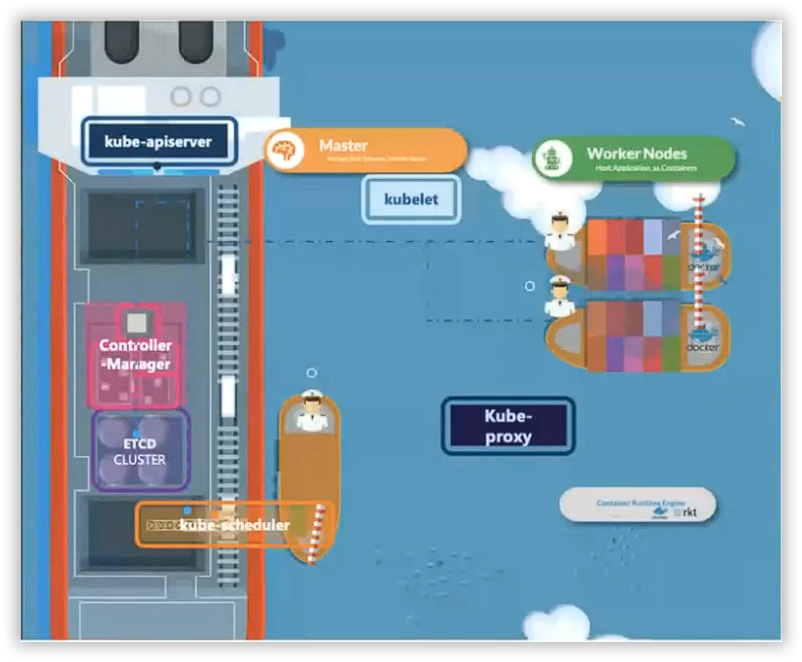 kube-apiserver
Master
Worker Nodes
Host Application as Containers
kubelet
docker
docker
Controller
-Manager
Kube-
proxy
ETCD
CLUSTER
Container Runtime Engine
rkt
kube-scheduler